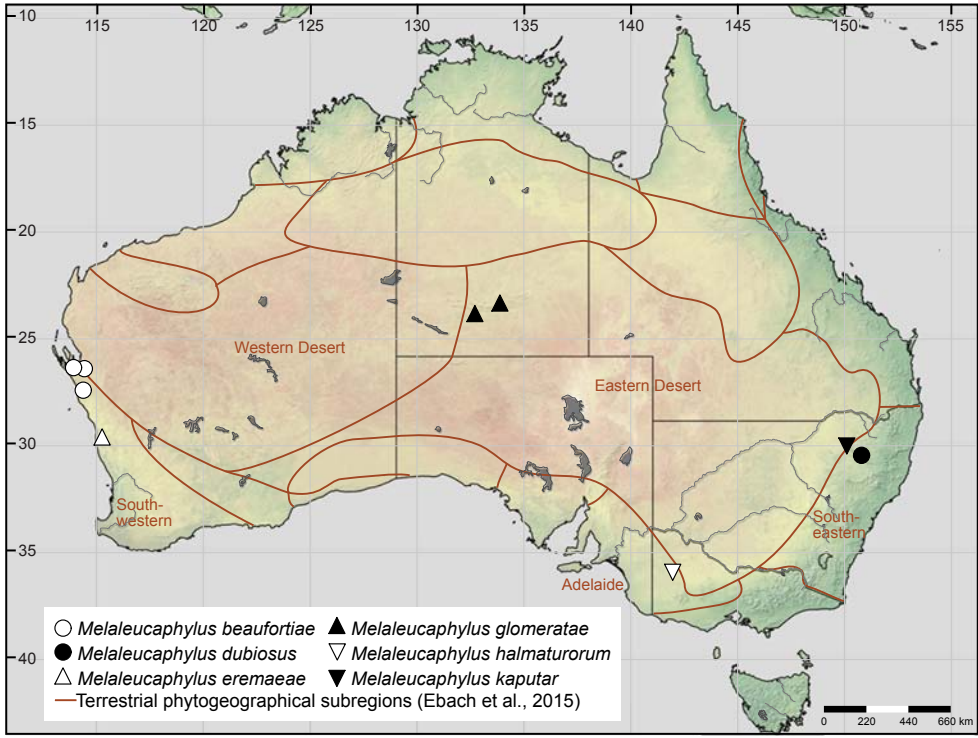 10
115 120 125 130 135 140 145 150 155
15
20
25
30
35
40
Western Desert
Eastern Desert
South-
western
South-
eastern
Adelaide
Melaleucaphylus beaufortiae
Melaleucaphylus dubiosus
Melaleucaphylus eremaeae
Melaleucaphylus glomeratae
Melaleucaphylus halmaturorum
Melaleucaphylus kaputar
Terrestrial phytogeographical subregions (Ebach et al., 2015)
0 220 440 660 km